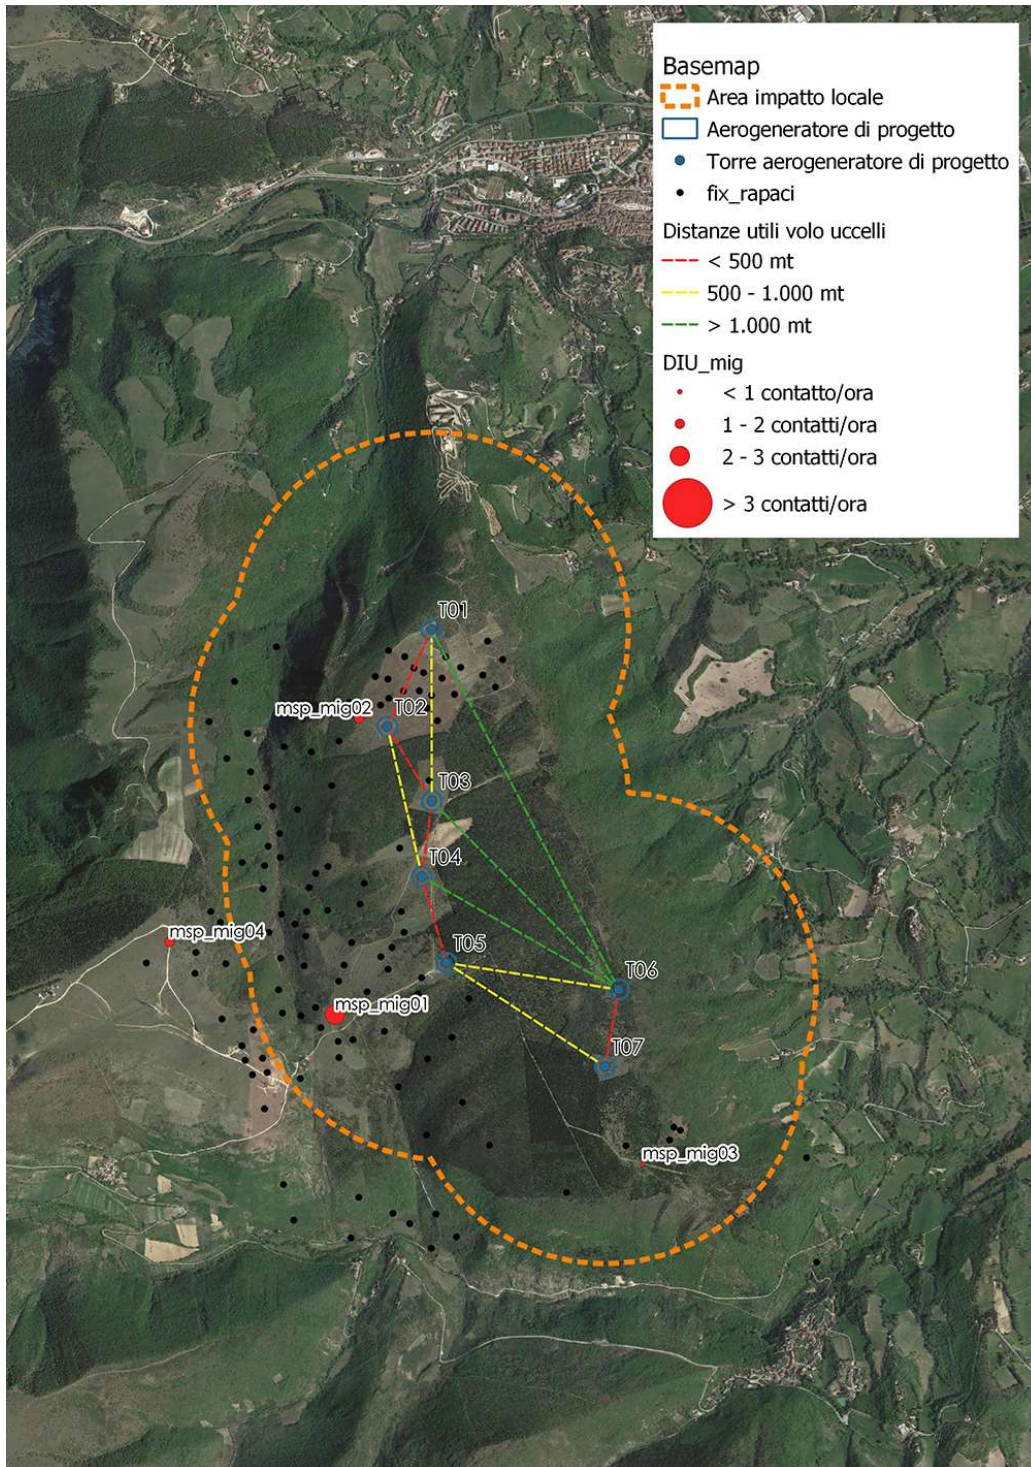 Basemap
Area impatto locale
Aerogeneratore di progetto
Torre aerogeneratore di progetto
fix_rapaci
Distanze utili volo uccelli
< 500 mt
500 - 1.000 mt
> 1.000 mt
DIU_mig
< 1 contatto/ora
1 - 2 contatti/ora
2 - 3 contatti/ora
> 3 contatti/ora
T01
msp_mig02
T02
T03
T04
msp_mig04
T05
T06
msp_mig01
T07
msp_mig03